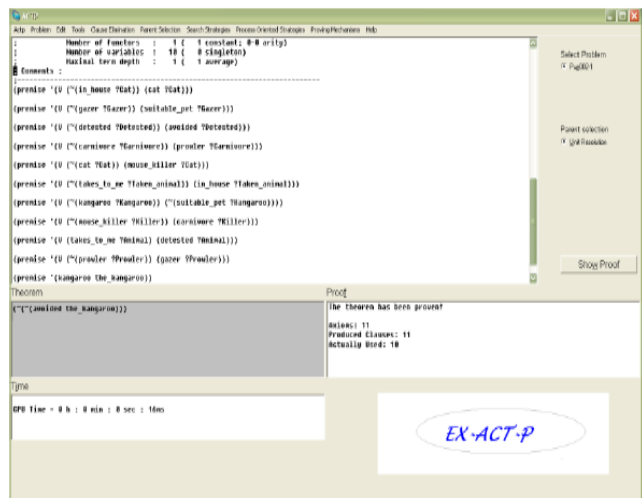 ACTP
Actp Problem Edit Tools Clause Elimination Parent Selection Search Strategies Process Oriented Strategies Proving Mechanisms Help
; Number of functors : 1 ( 1 constant; 0-0 arity)
; Number of variables : 10 ( 0 singleton)
; Maximal term depth : 1 ( 1 average)
Comments :
(premise '(V (~(in_house ?Cat)) (cat ?Cat)))
(premise '(V (~(gazer ?Gazer)) (suitable_pet ?Gazer)))
(premise '(V (~(detested ?Detested)) (avoided ?Detested)))
(premise '(V (~(carnivore ?Carnivore)) (prowler ?Carnivore)))
(premise '(V (~(cat ?Cat)) (mouse_killer ?Cat)))
(premise '(V (~(takes_to_me ?Taken_animal)) (in_house ?Taken_animal)))
(premise '(V (~(kangaroo ?Kangaroo)) (~(suitable_pet ?Kangaroo))))
(premise '(V (~(mouse_killer ?Killer)) (carnivore ?Killer)))
(premise '(V (takes_to_me ?Animal) (detested ?Animal)))
(premise '(V (~(prowler ?Prowler)) (gazer ?Prowler)))
(premise '(kangaroo the_kangaroo))
Select Problem
Parent selection
Unit Resolution
Show Proof
Theorem
(~(~(avoided the_kangaroo)))
Proof
The theorem has been proven!
Axioms: 11
Produced Clauses: 11
Actually Used: 10
Time
CPU Time = 0 h : 0 min : 0 sec : 16ms
EX-ACT-P